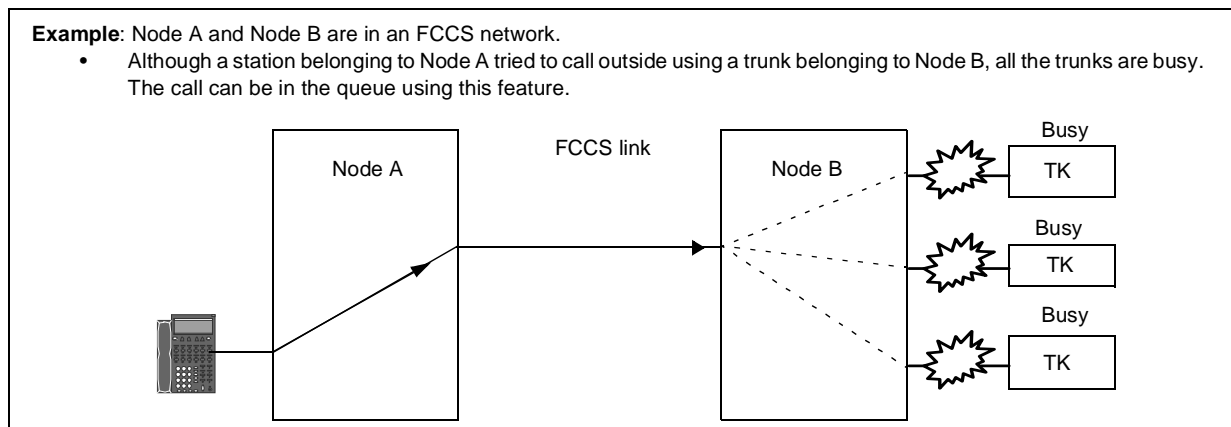 Example: Node A and Node B are in an FCCS network.
• Although a station belonging to Node A tried to call outside using a trunk belonging to Node B, all the trunks are busy.
The call can be in the queue using this feature.
Busy
FCCS link
Node A
Node B
TK
Busy
TK
Busy
TK